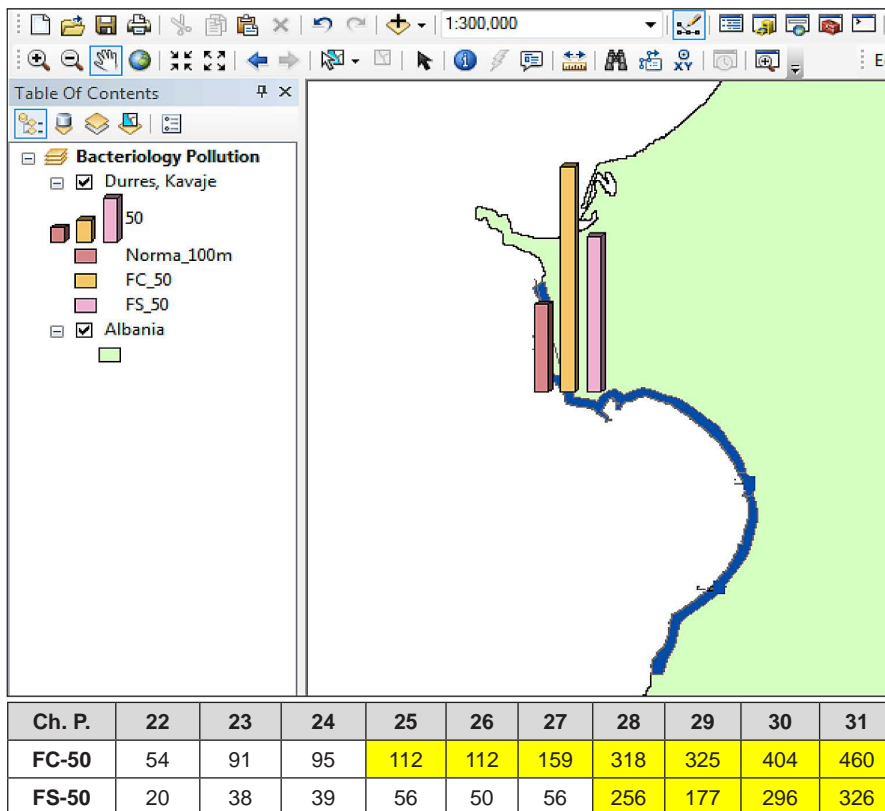 1:300,000
XY
E
Table Of Contents
Bacteriology Pollution
Durres, Kavaje
50
Norma_100m
FC_50
FS_50
Albania
Ch. P. 22 23 24 25 26 27 28 29 30 31
FC-50 54 91 95 112 112 159 318 325 404 460
FS-50 20 38 39 56 50 56 256 177 296 326